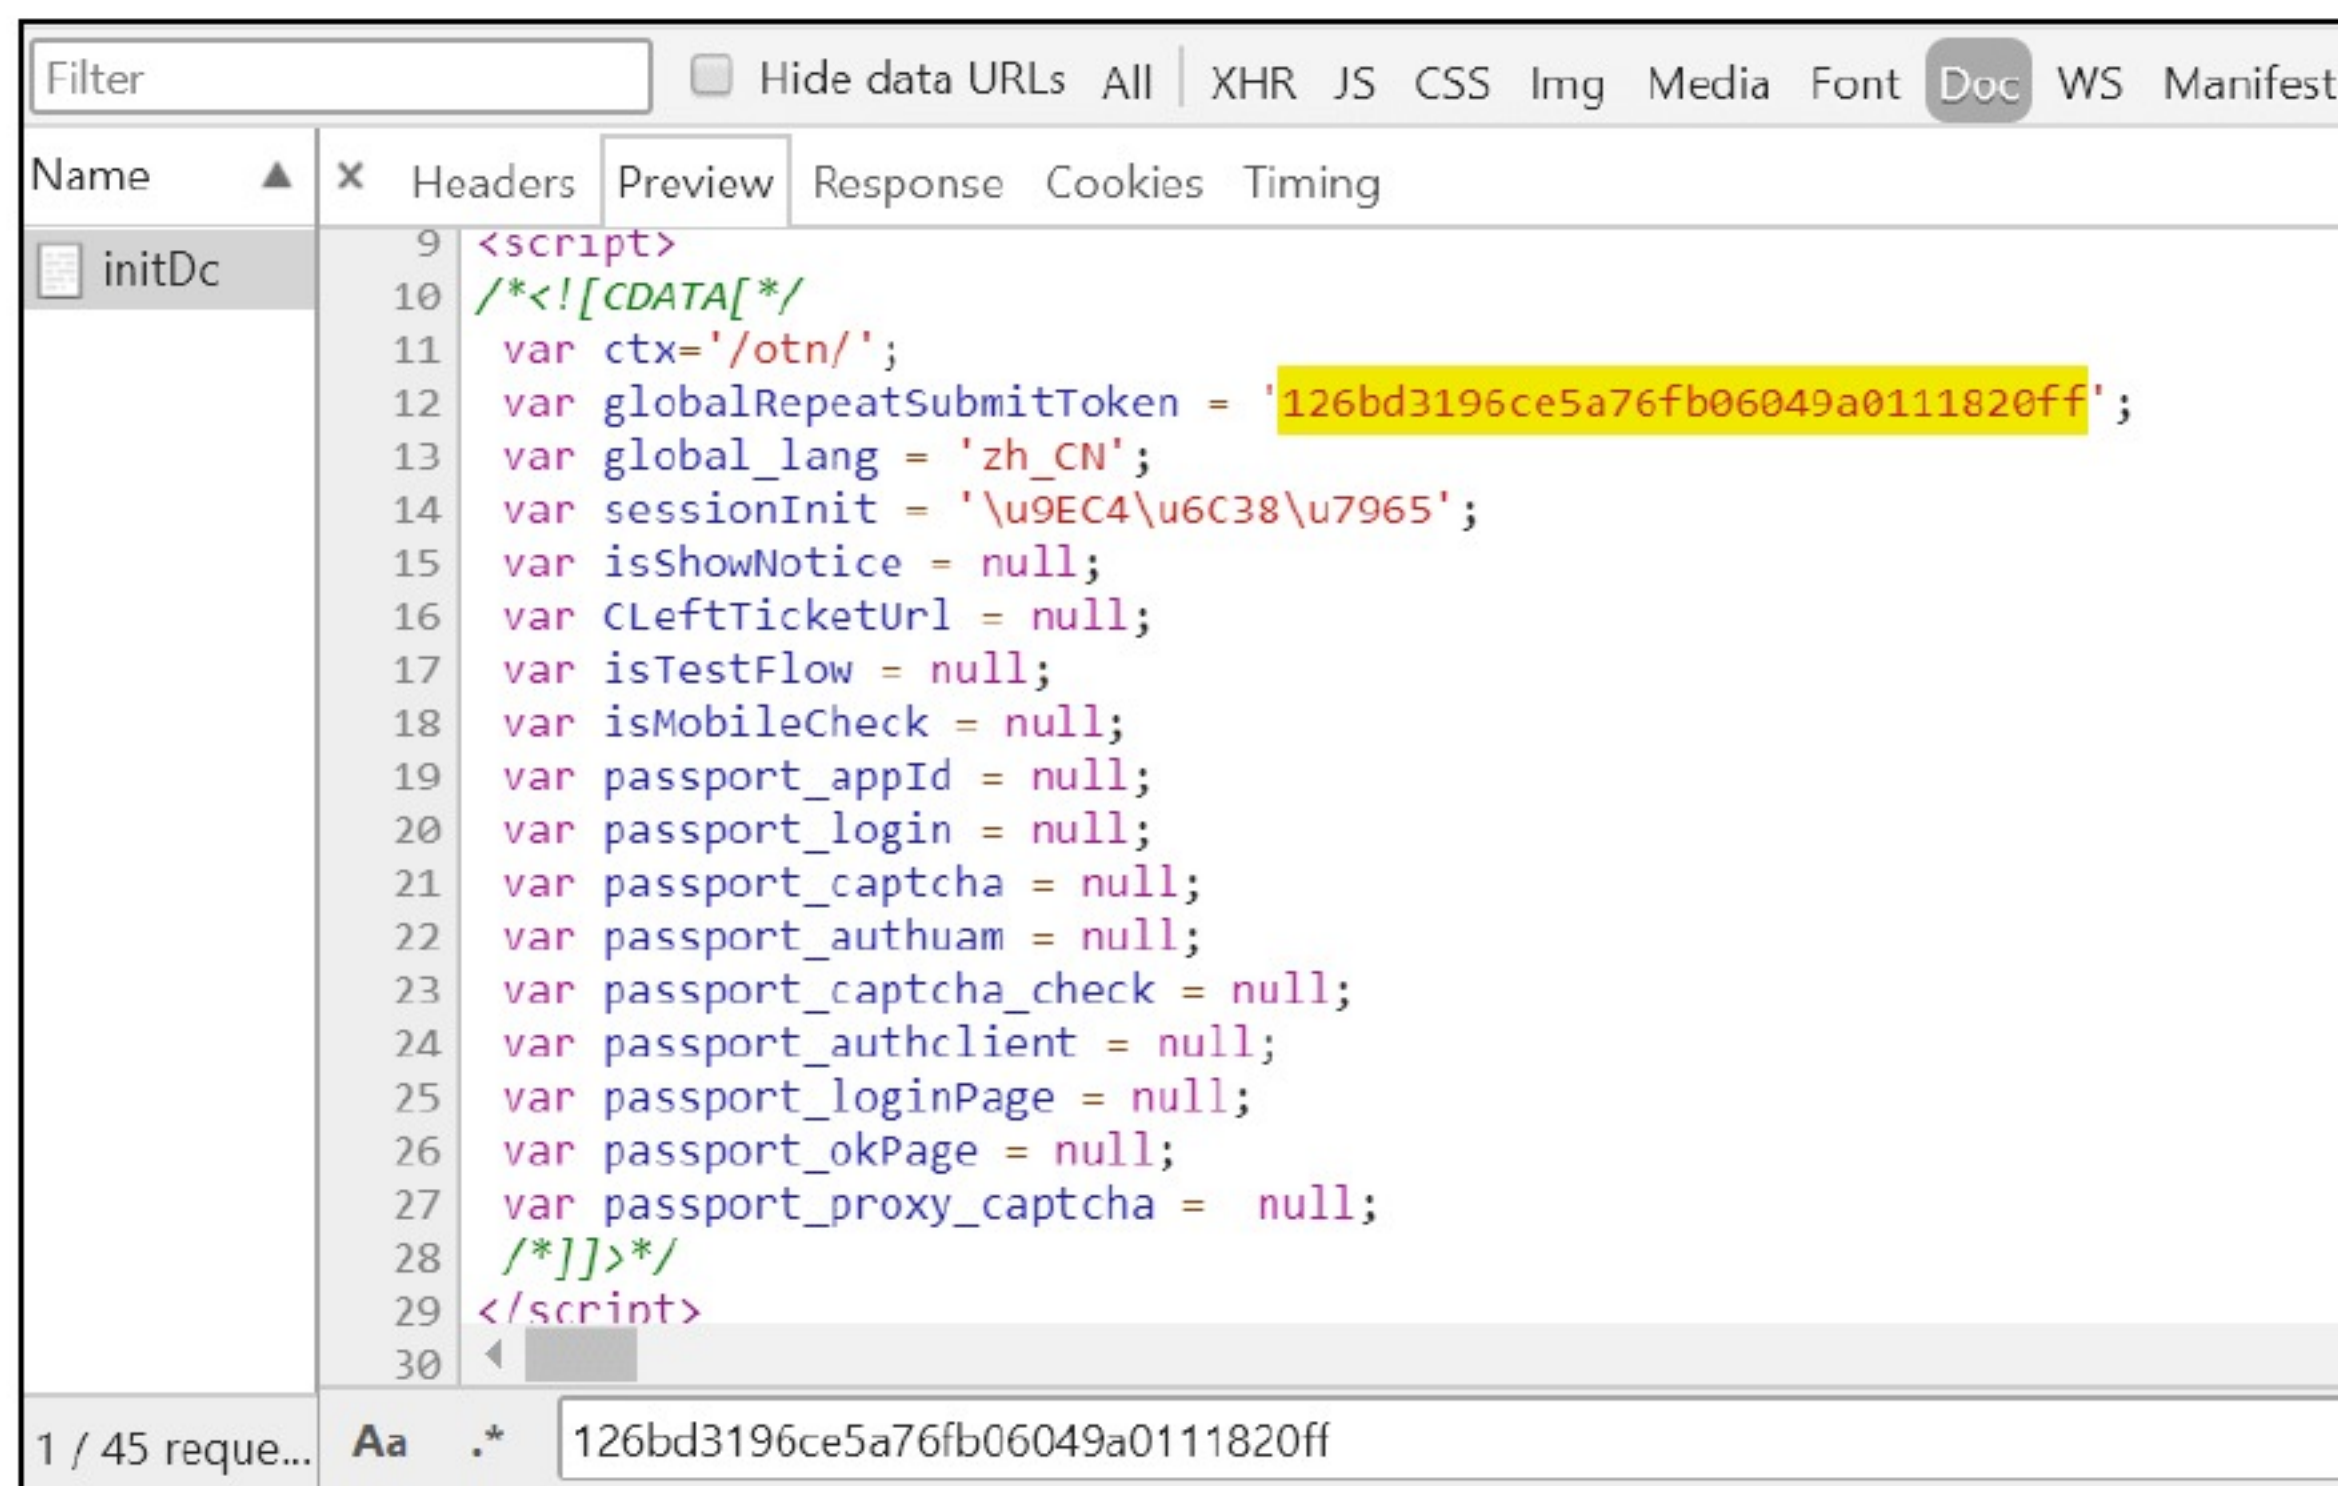 Filter Hide data URLs All XHR JS CSS Img Media Font Doc WS Manifest
Name ▲ × Headers Preview Response Cookies Timing
initDc
9 <script>
10 /*<![CDATA[*/
11 var ctx='/otn/';
12 var globalRepeatSubmitToken = '126bd3196ce5a76fb06049a0111820ff';
13 var global_lang = 'zh_CN';
14 var sessionInit = '\u9EC4\u6C38\u7965';
15 var isShowNotice = null;
16 var CLeftTicketUrl = null;
17 var isTestFlow = null;
18 var isMobileCheck = null;
19 var passport_appId = null;
20 var passport_login = null;
21 var passport_captcha = null;
22 var passport_authuam = null;
23 var passport_captcha_check = null;
24 var passport_authclient = null;
25 var passport_loginPage = null;
26 var passport_okPage = null;
27 var passport_proxy_captcha =  null;
28 /*]]>*/
29 </script>
30
1 / 45 reque... Aa .* 126bd3196ce5a76fb06049a0111820ff